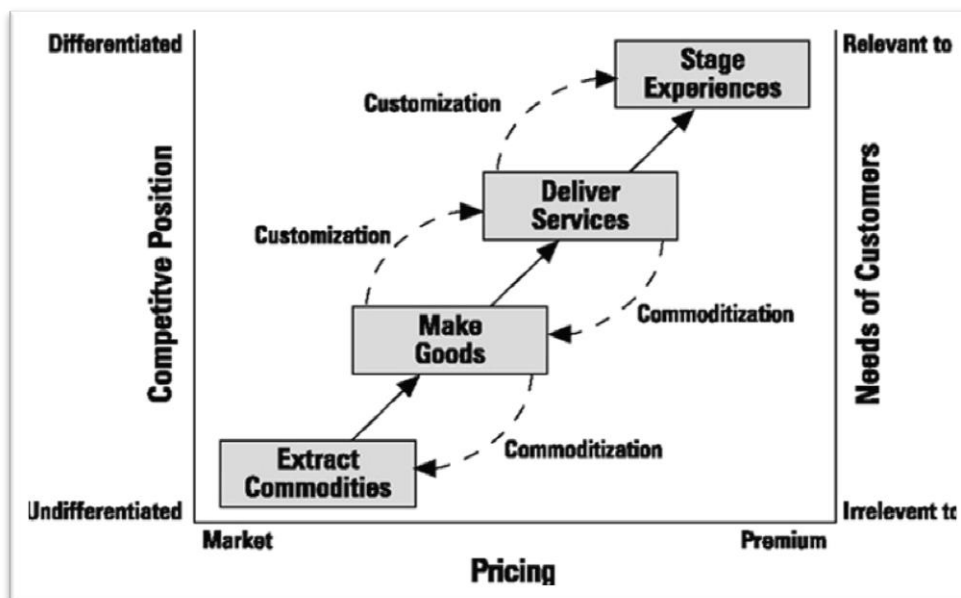 Differentiated
Relevant to
Stage
Experiences
Customization
Deliver
Services
Customization
Competitve Position
Needs of Customers
Commoditization
Make
Goods
Commoditization
Extract
Commodities
Undifferentiated
Irrelevent to
Market
Premium
Pricing